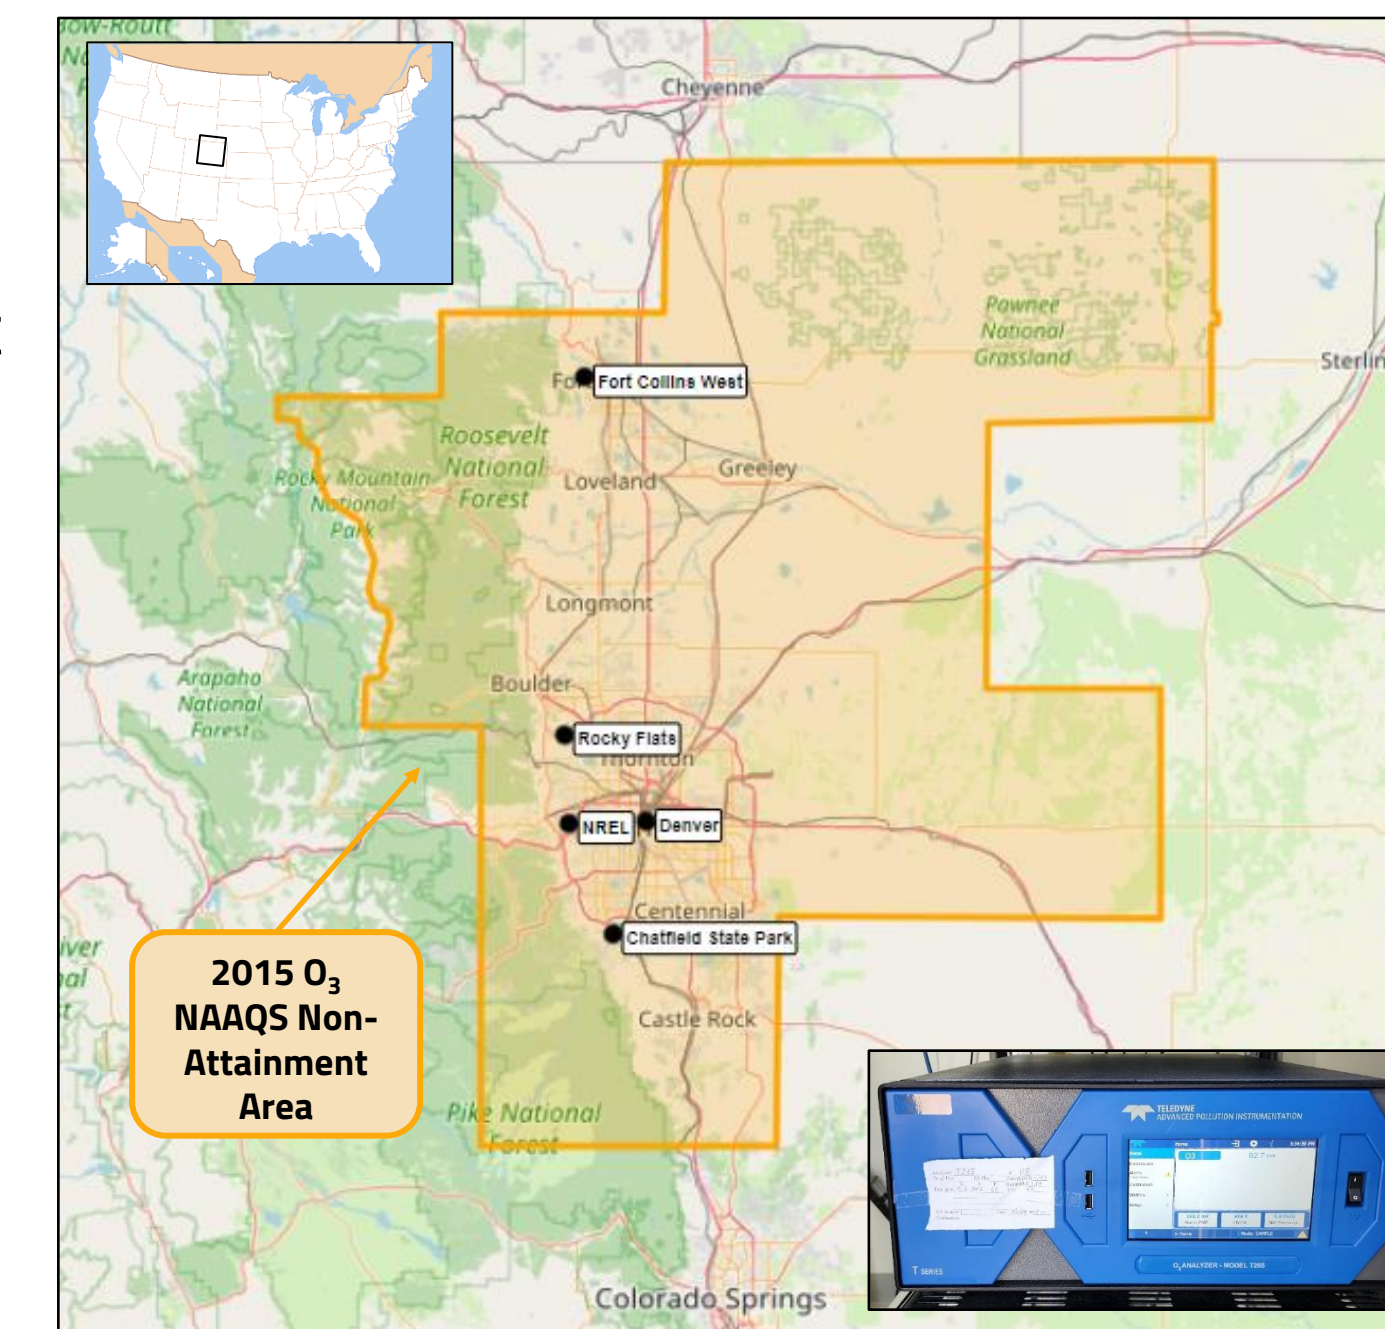 Cheyenne
Pawnee
National
Grassland
Fort Collins West
Roosevelt
National
Forest
Rocky Mountain
National
Park
Loveland
Greeley
Longmont
Arapaho
National
Forest
Boulder
Rocky Flats
Thornton
NREL
Denver
Centennial
Chatfield State Park
2015 O₃
NAAQS Non-
Attainment
Area
Castle Rock
Pike National
Forest
Colorado Springs
TELEDYNE
ADVANCED POLLUTION INSTRUMENTATION
O3
T SERIES
O₃ ANALYZER - MODEL T265